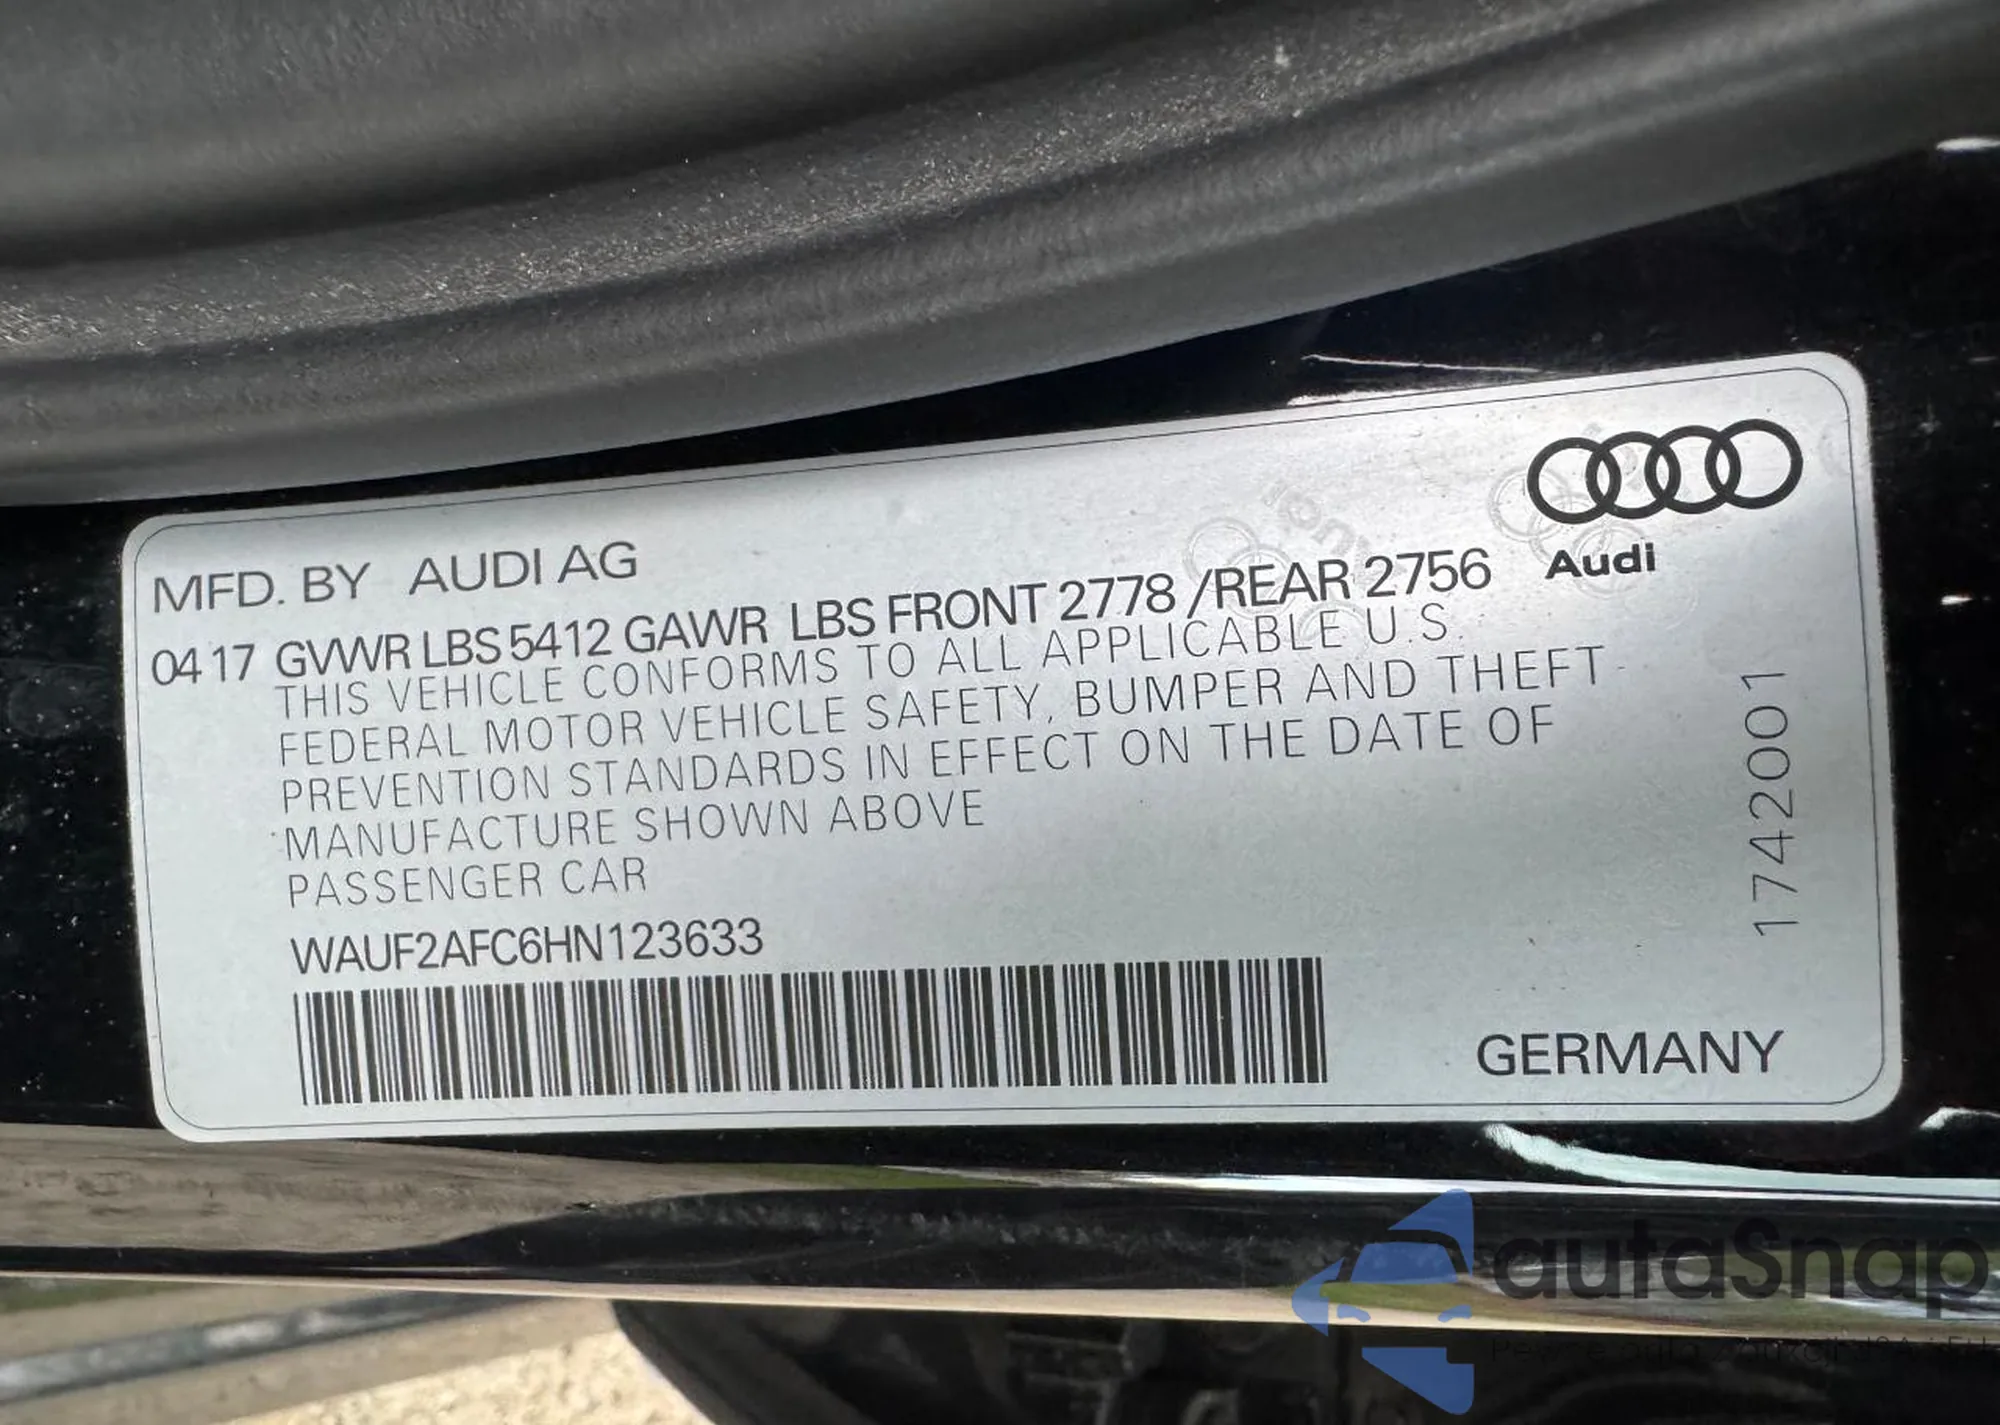 MFD. BY AUDI AG
Audi
04 17 GVWR LBS 5412 GAWR LBS FRONT 2778 /REAR 2756
THIS VEHICLE CONFORMS TO ALL APPLICABLE U.S.
FEDERAL MOTOR VEHICLE SAFETY, BUMPER AND THEFT
PREVENTION STANDARDS IN EFFECT ON THE DATE OF
MANUFACTURE SHOWN ABOVE
PASSENGER CAR
WAUF2AFC6HN123633
1742001
GERMANY
autaSnap